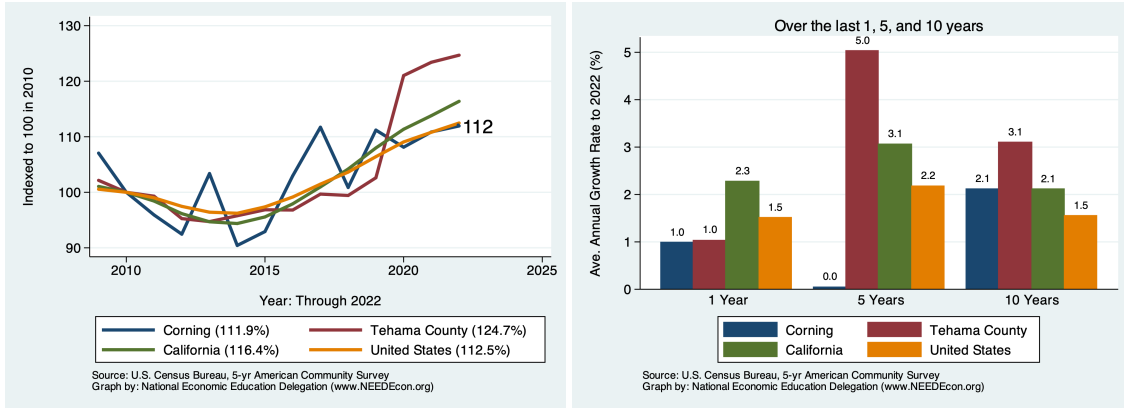 Indexed to 100 in 2010
130
120
110
100
90
112
2010 2015 2020 2025
Year: Through 2022
Corning (111.9%) Tehama County (124.7%)
California (116.4%) United States (112.5%)
Source: U.S. Census Bureau, 5-yr American Community Survey
Graph by: National Economic Education Delegation (www.NEEDEcon.org)
Over the last 1, 5, and 10 years
Ave. Annual Growth Rate to 2022 (%)
5
4
3
2
1
0
1.0 1.0 2.3 1.5
0.0 5.0 3.1 2.2
2.1 3.1 2.1 1.5
1 Year 5 Years 10 Years
Corning Tehama County
California United States
Source: U.S. Census Bureau, 5-yr American Community Survey
Graph by: National Economic Education Delegation (www.NEEDEcon.org)